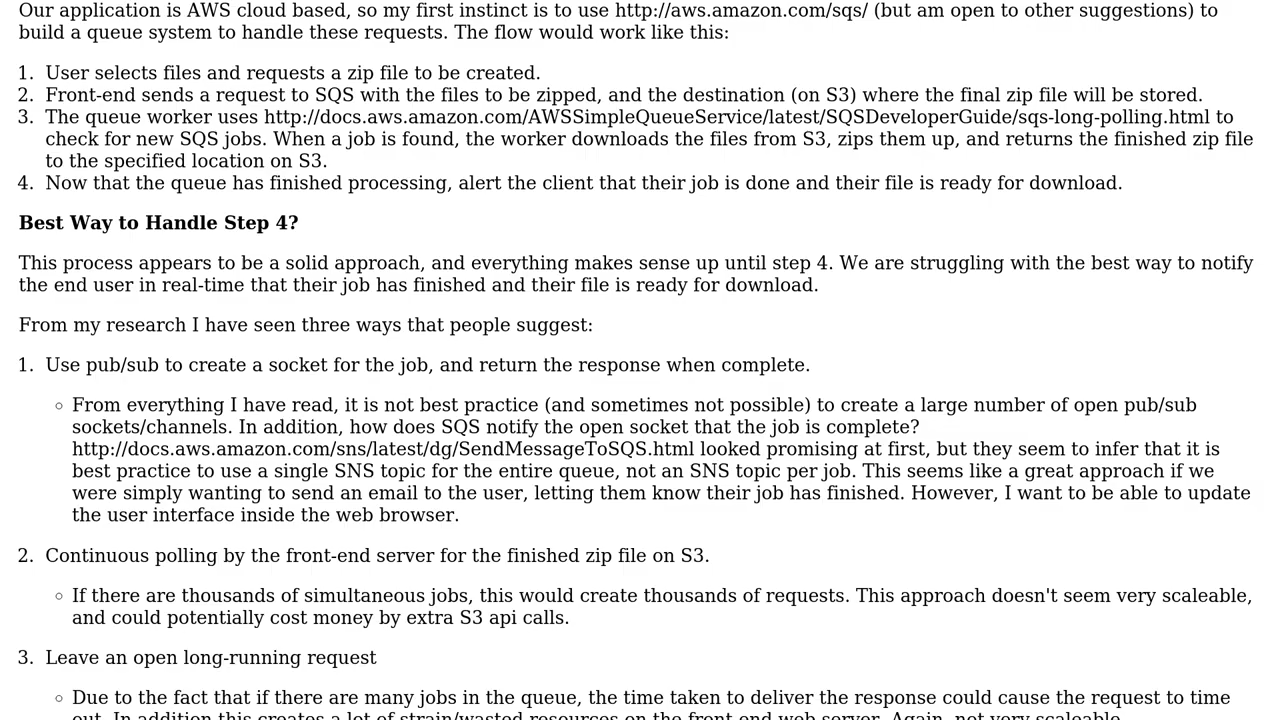 Our application is AWS cloud based, so my first instinct is to use http://aws.amazon.com/sqs/ (but am open to other suggestions) to
build a queue system to handle these requests. The flow would work like this:
1. User selects files and requests a zip file to be created.
2. Front-end sends a request to SQS with the files to be zipped, and the destination (on S3) where the final zip file will be stored.
3. The queue worker uses http://docs.aws.amazon.com/AWSSimpleQueueService/latest/SQSDeveloperGuide/sqs-long-polling.html to
check for new SQS jobs. When a job is found, the worker downloads the files from S3, zips them up, and returns the finished zip file
to the specified location on S3.
4. Now that the queue has finished processing, alert the client that their job is done and their file is ready for download.
Best Way to Handle Step 4?
This process appears to be a solid approach, and everything makes sense up until step 4. We are struggling with the best way to notify
the end user in real-time that their job has finished and their file is ready for download.
From my research I have seen three ways that people suggest:
1. Use pub/sub to create a socket for the job, and return the response when complete.
◦ From everything I have read, it is not best practice (and sometimes not possible) to create a large number of open pub/sub
sockets/channels. In addition, how does SQS notify the open socket that the job is complete?
http://docs.aws.amazon.com/sns/latest/dg/SendMessageToSQS.html looked promising at first, but they seem to infer that it is
best practice to use a single SNS topic for the entire queue, not an SNS topic per job. This seems like a great approach if we
were simply wanting to send an email to the user, letting them know their job has finished. However, I want to be able to update
the user interface inside the web browser.
2. Continuous polling by the front-end server for the finished zip file on S3.
◦ If there are thousands of simultaneous jobs, this would create thousands of requests. This approach doesn't seem very scaleable,
and could potentially cost money by extra S3 api calls.
3. Leave an open long-running request
◦ Due to the fact that if there are many jobs in the queue, the time taken to deliver the response could cause the request to time
out. In addition this creates a lot of strain/wasted resources on the front end web server. Again, not very scaleable.